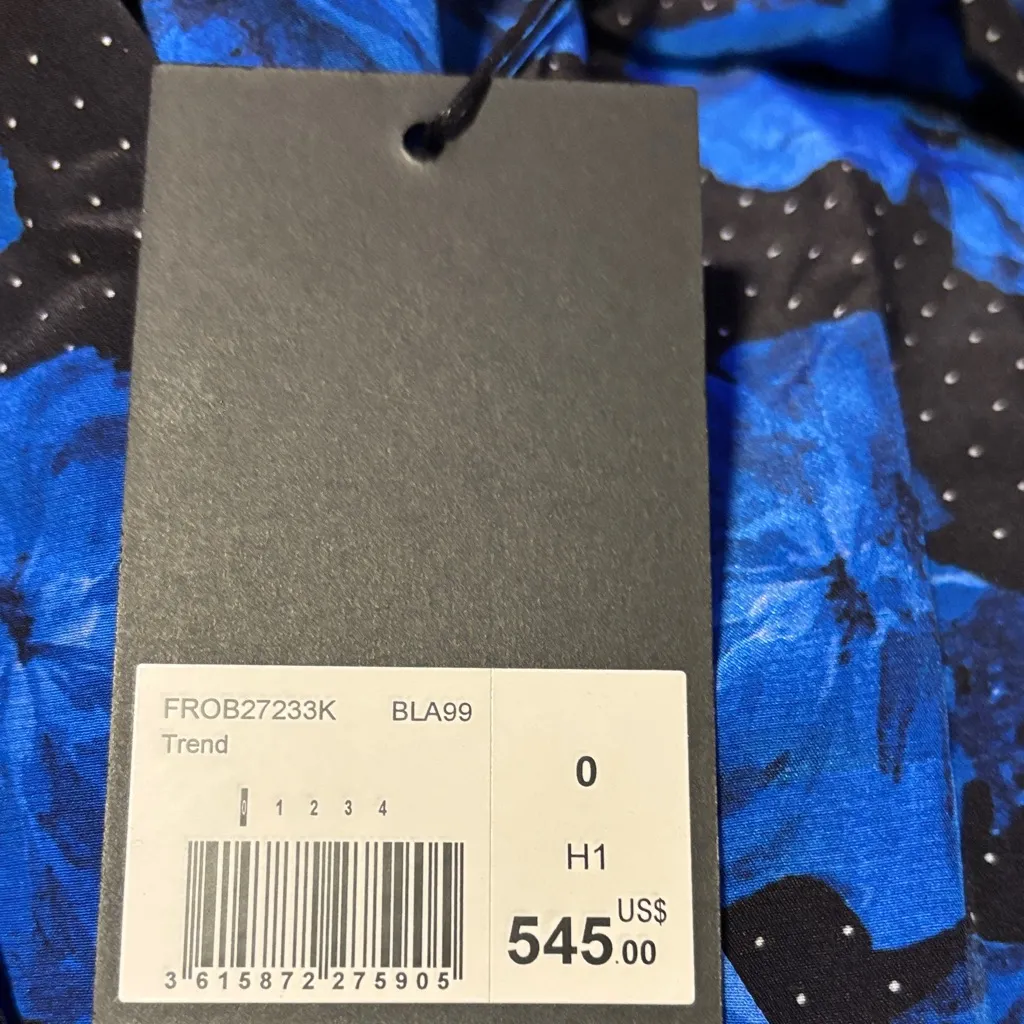 FROB27233K BLA99
Trend
0 1 2 3 4
3 615872 275905
0
H1
545.00 US$